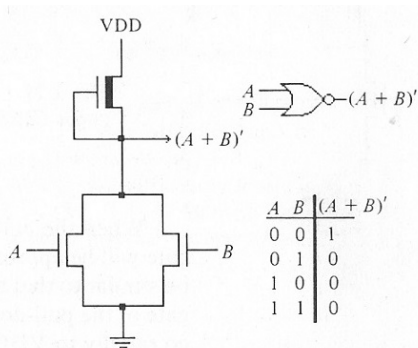 VDD
(A + B)'
A
B
A
B
(A + B)'
A B (A + B)'
0 0 1
0 1 0
1 0 0
1 1 0